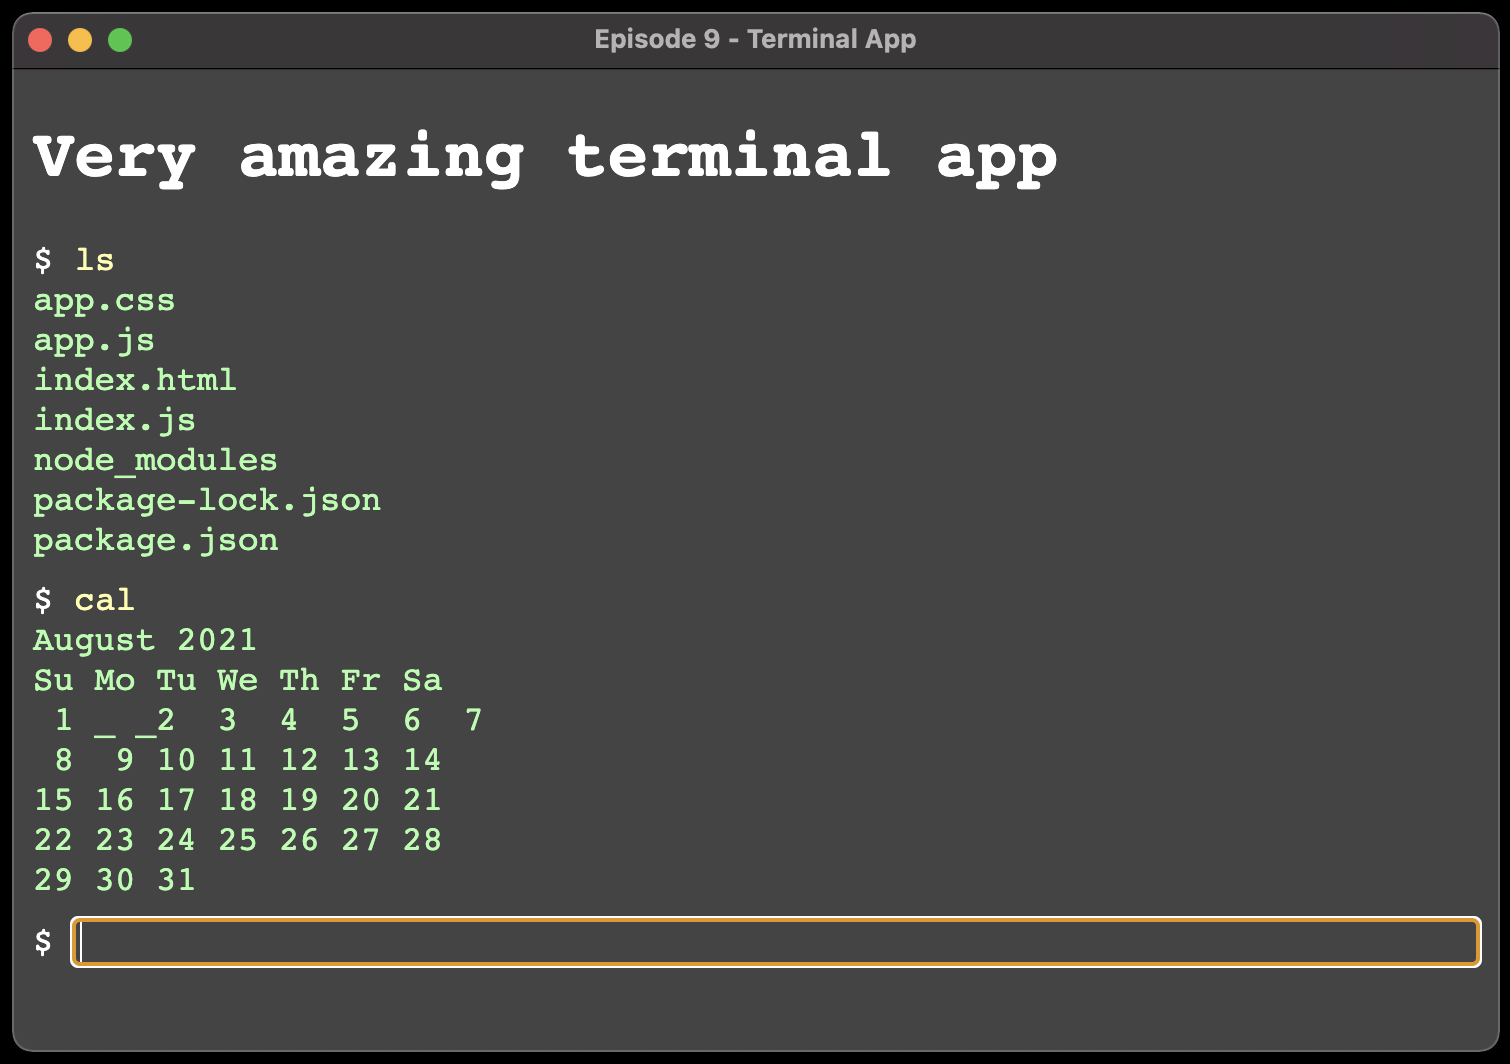 Episode 9 - Terminal App
Very amazing terminal app
$ ls
app.css
app.js
index.html
index.js
node_modules
package-lock.json
package.json
$ cal
August 2021
Su Mo Tu We Th Fr Sa
 1 _ _2  3  4  5  6  7
 8  9 10 11 12 13 14
15 16 17 18 19 20 21
22 23 24 25 26 27 28
29 30 31
$